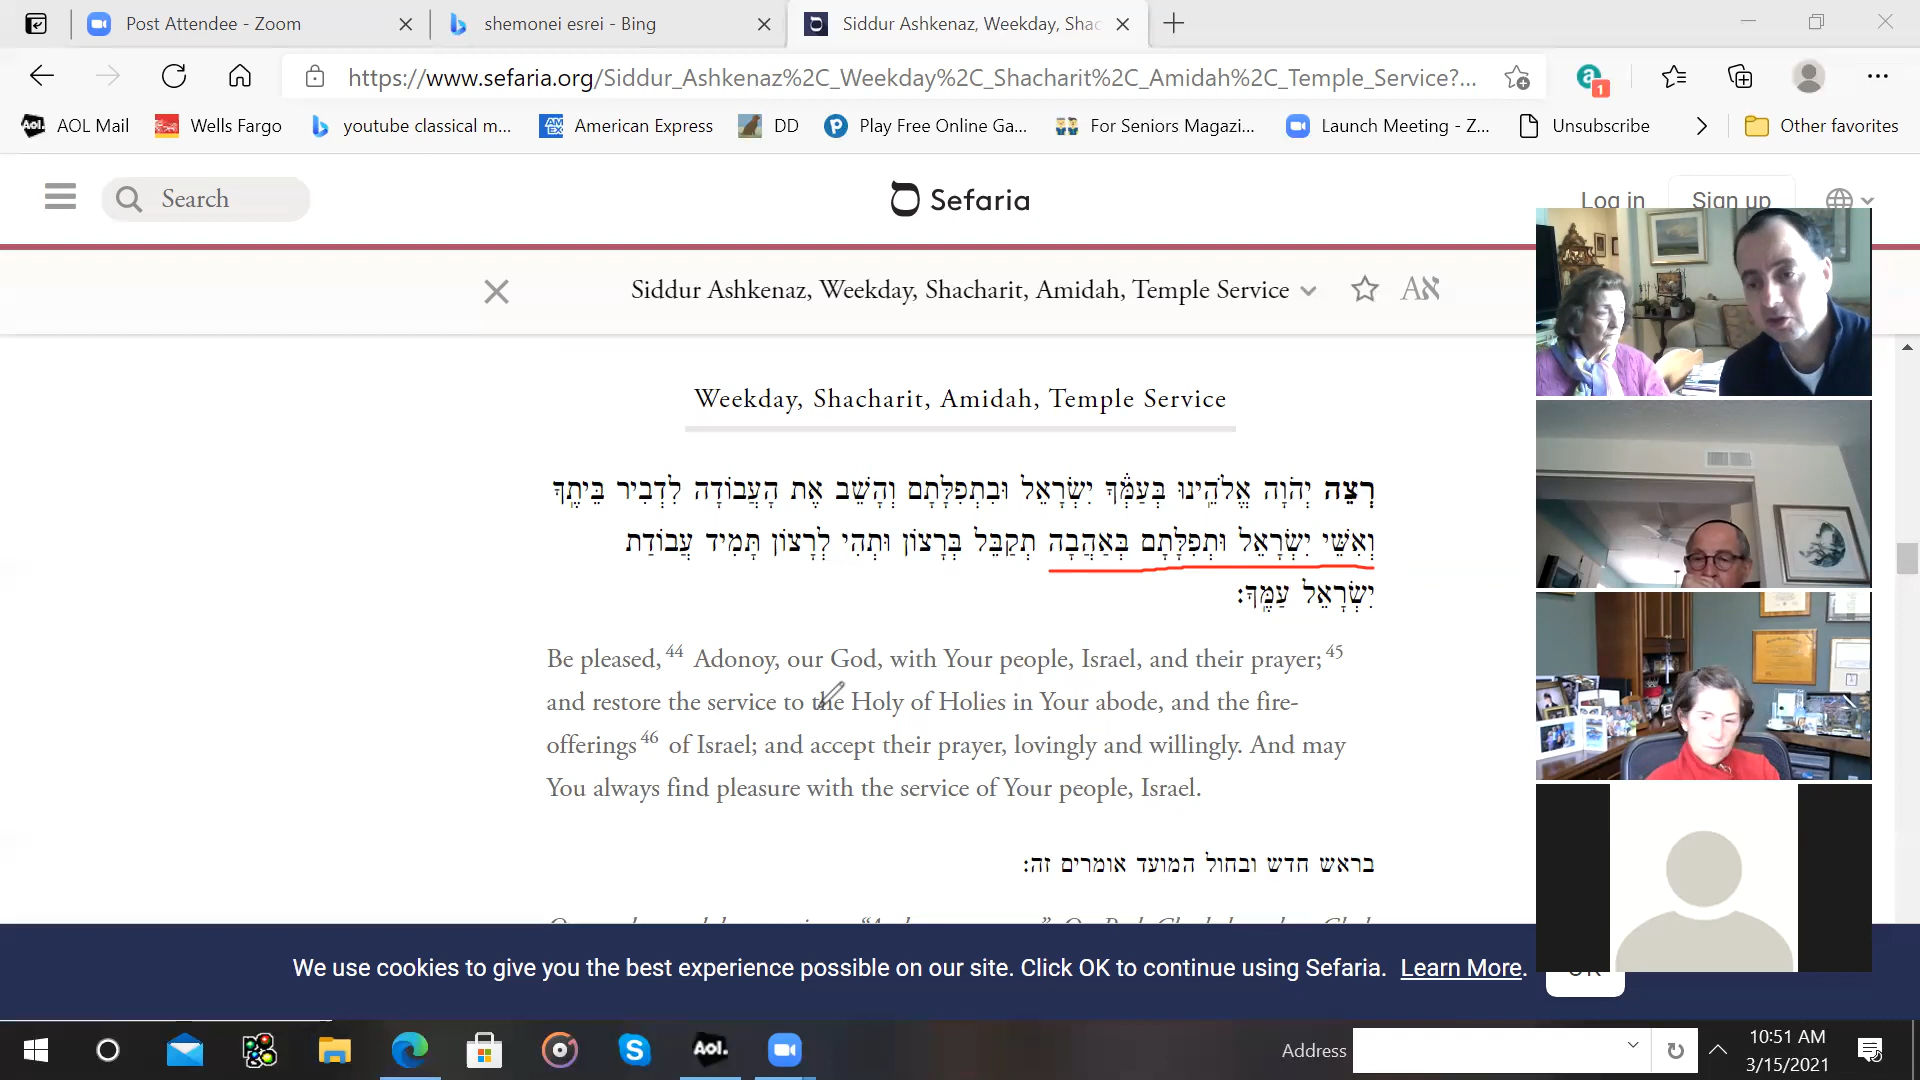 Post Attendee - Zoom
shemonei esrei - Bing
Siddur Ashkenaz, Weekday, Shac
https://www.sefaria.org/Siddur_Ashkenaz%2C_Weekday%2C_Shacharit%2C_Amidah%2C_Temple_Service?...
1
Aol. AOL Mail
Wells Fargo
youtube classical m...
AM EX American Express
DD
Play Free Online Ga...
For Seniors Magazi...
Launch Meeting - Z...
Unsubscribe
Other favorites
Search
Sefaria
Log in
Sign up
Siddur Ashkenaz, Weekday, Shacharit, Amidah, Temple Service
Weekday, Shacharit, Amidah, Temple Service
רְצֵה יְהֹוָה אֱלֹהֵֽינוּ בְּעַמְּ֒ךָ יִשְׂרָאֵל וּבִתְפִלָּתָם וְהָשֵׁב אֶת הָעֲבוֹדָה לִדְבִיר בֵּיתֶֽךָ
וְאִשֵּׁי יִשְׂרָאֵל וּתְפִלָּתָם בְּאַהֲבָה תְקַבֵּל בְּרָצוֹן וּתְהִי לְרָצוֹן תָּמִיד עֲבוֹדַת
יִשְׂרָאֵל עַמֶּֽךָ:
Be pleased,44 Adonoy, our God, with Your people, Israel, and their prayer;45
and restore the service to the Holy of Holies in Your abode, and the fire-
offerings46 of Israel; and accept their prayer, lovingly and willingly. And may
You always find pleasure with the service of Your people, Israel.
בראש חדש ובחול המועד אומרים זה:
We use cookies to give you the best experience possible on our site. Click OK to continue using Sefaria. Learn More.
Aol.
Address
10:51 AM
3/15/2021